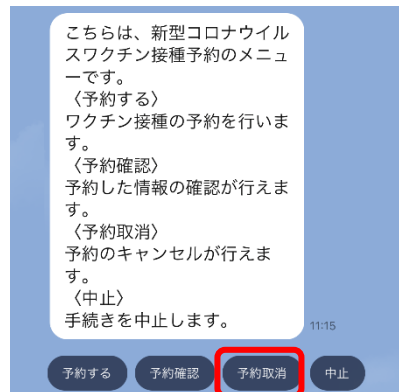 こちらは、新型コロナウイル
スワクチン接種予約のメニュ
ーです。
〈予約する〉
ワクチン接種の予約を行いま
す。
〈予約確認〉
予約した情報の確認が行えま
す。
〈予約取消〉
予約のキャンセルが行えま
す。
〈中止〉
手続きを中止します。
11:15
予約する 予約確認 予約取消 中止